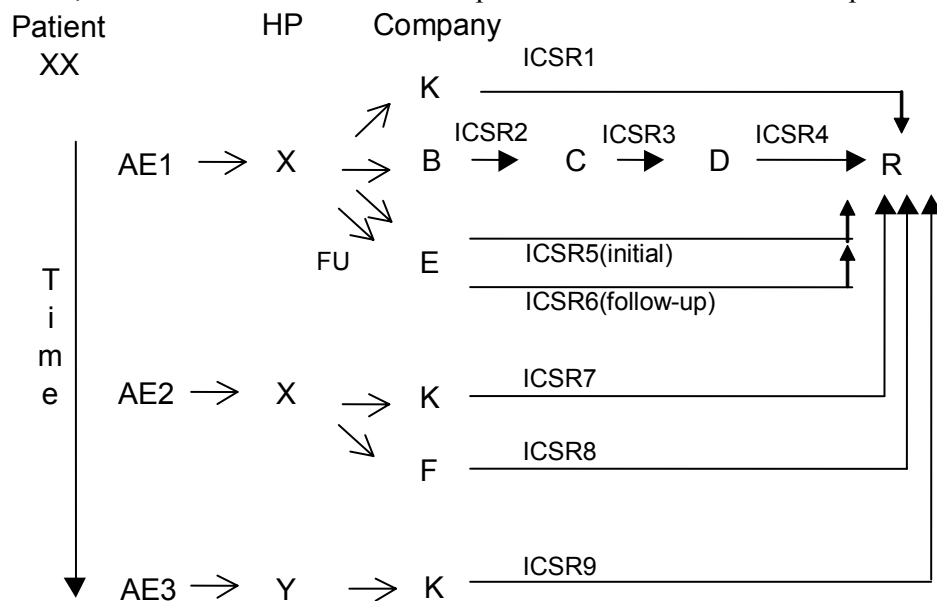 Patient HP Company
XX
ICSR1
K
ICSR2 ICSR3 ICSR4
AE1 X B C D R
FU E
ICSR5(initial)
ICSR6(follow-up)
T
i
m
e
ICSR7
AE2 X K
ICSR8
F
ICSR9
AE3 Y K